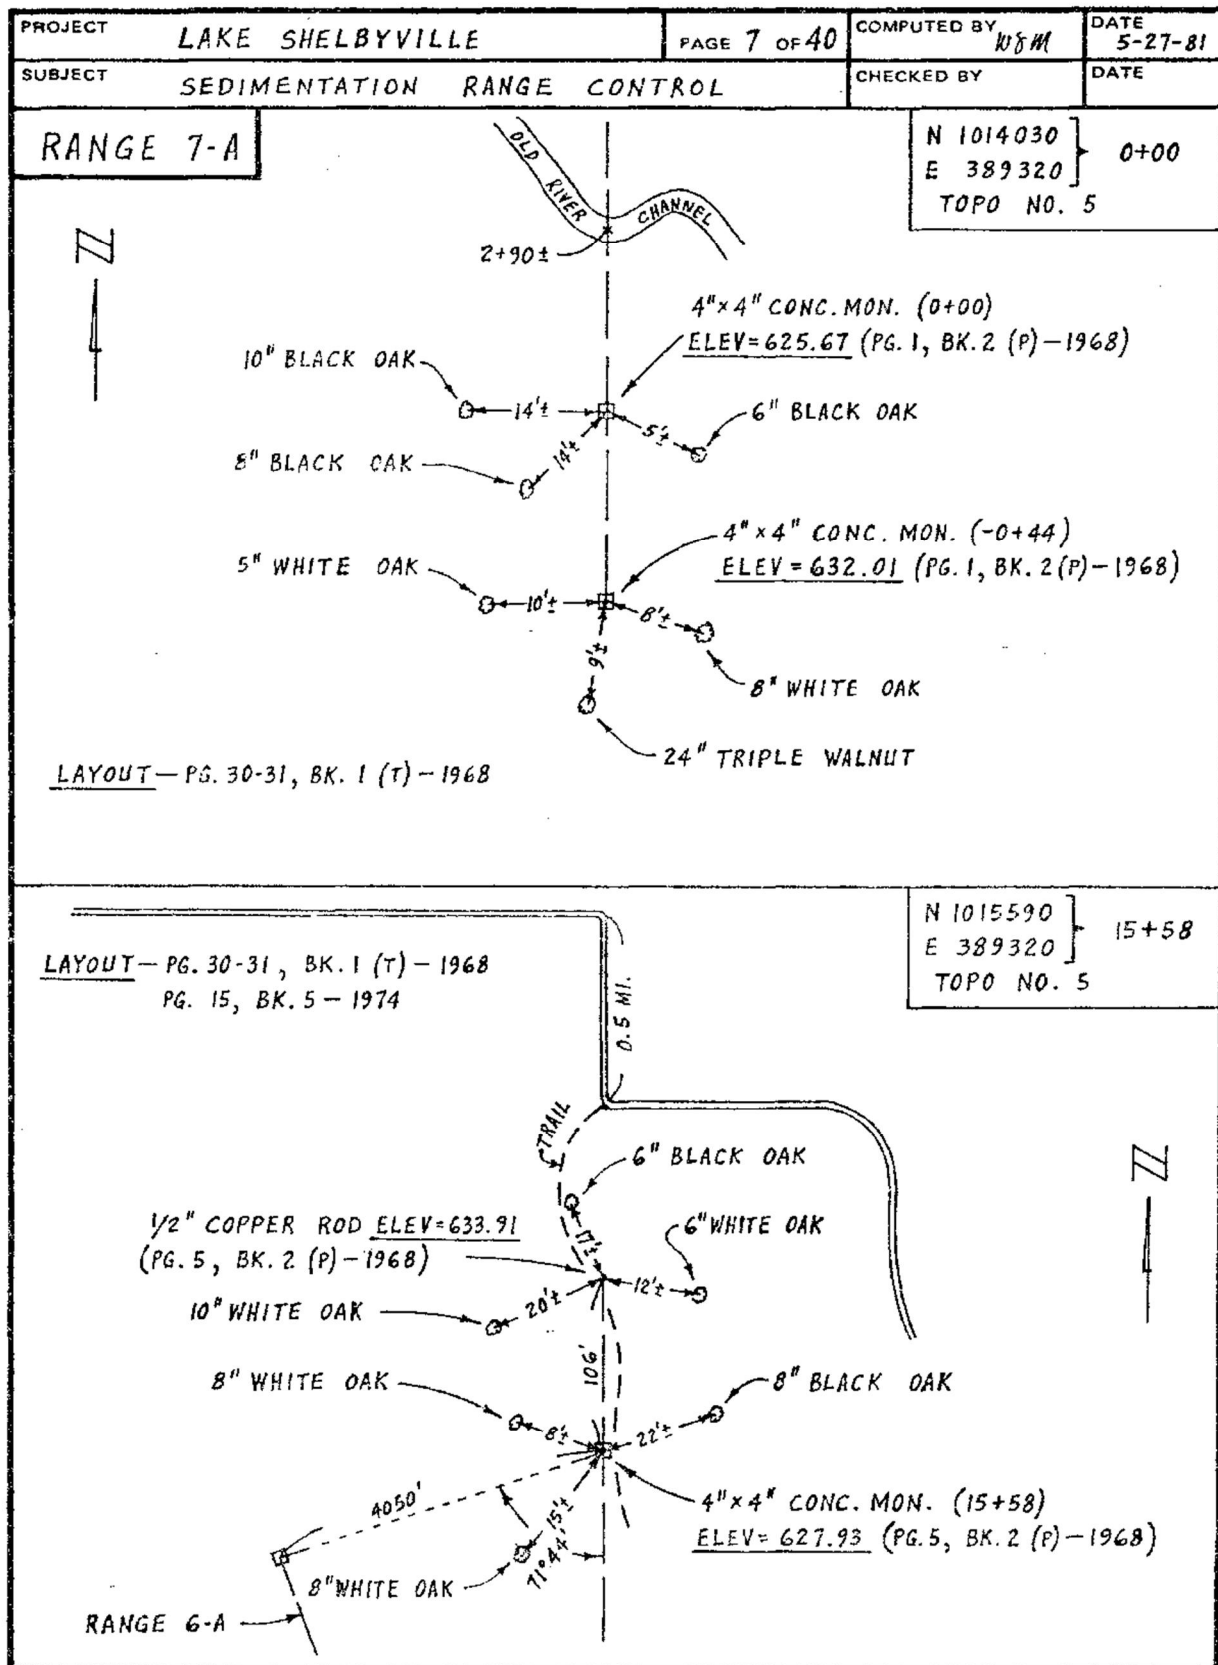 PROJECT LAKE SHELBYVILLE
PAGE 7 OF 40
COMPUTED BY
DATE 5-27-81
SUBJECT SEDIMENTATION RANGE CONTROL
CHECKED BY
DATE
RANGE 7-A
N 1014030
E 389320
0+00
TOPO NO. 5
OLD RIVER CHANNEL
N
2+90±
4"x4" CONC. MON. (0+00)
ELEV=625.67 (PG. 1, BK. 2 (P)-1968)
10" BLACK OAK
14'±
6" BLACK OAK
5'±
8" BLACK OAK
14'±
4"x4" CONC. MON. (-0+44)
ELEV=632.01 (PG. 1, BK. 2(P)-1968)
5" WHITE OAK
10'±
8'±
9'±
8" WHITE OAK
24" TRIPLE WALNUT
LAYOUT-PG. 30-31, BK. 1 (T)-1968
N 1015590
E 389320
15+58
TOPO NO. 5
LAYOUT-PG. 30-31, BK. 1 (T)-1968
PG. 15, BK. 5-1974
0.5 MI.
TRAIL
N
6" BLACK OAK
1/2" COPPER ROD ELEV=633.91
(PG. 5, BK. 2 (P)-1968)
17'±
6" WHITE OAK
12'±
10" WHITE OAK
20'±
106'
8" WHITE OAK
8'±
8" BLACK OAK
22'±
4050'
15'±
71°44'
4"x4" CONC. MON. (15+58)
ELEV=627.93 (PG. 5, BK. 2 (P)-1968)
8" WHITE OAK
RANGE 6-A